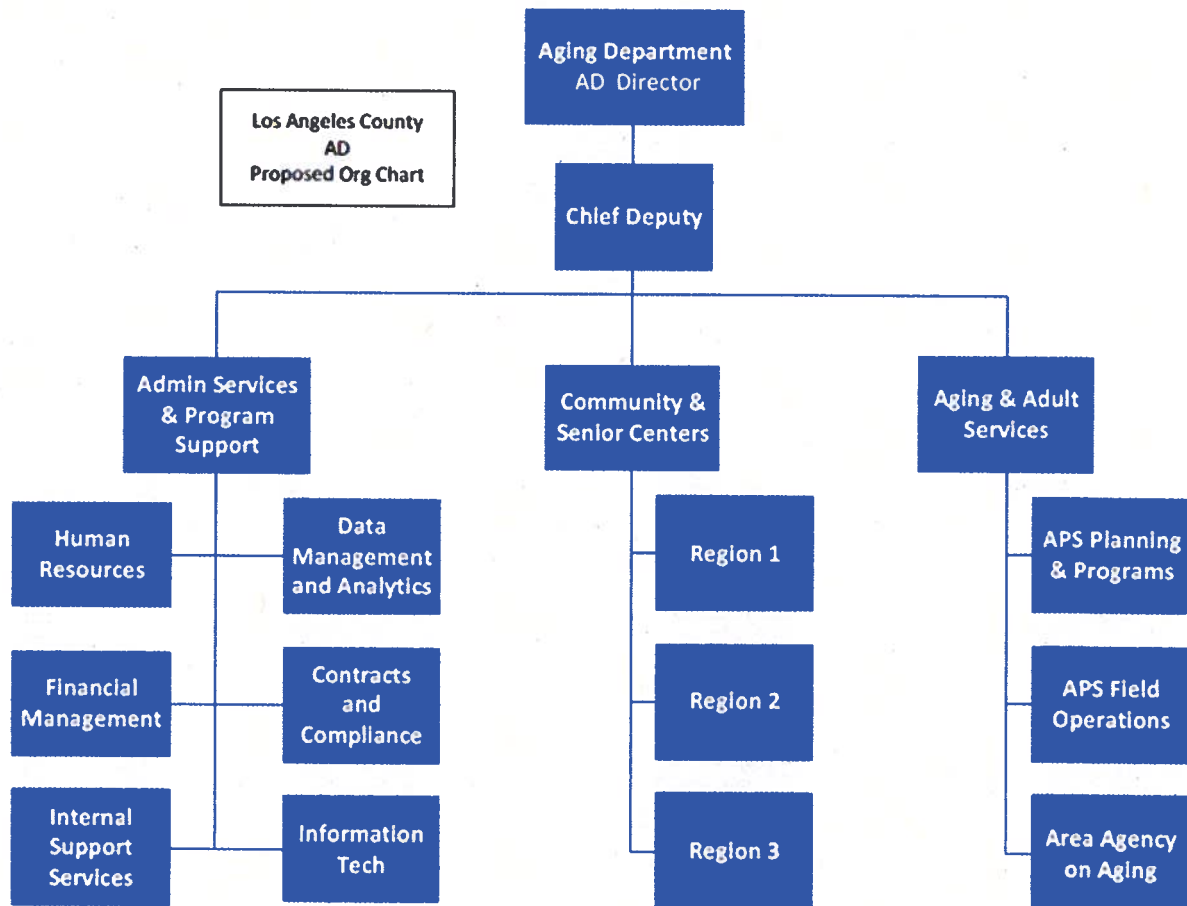 Aging Department
AD Director
Los Angeles County
AD
Proposed Org Chart
Chief Deputy
Admin Services
& Program
Support
Community &
Senior Centers
Aging & Adult
Services
Human
Resources
Data
Management
and Analytics
Region 1
APS Planning
& Programs
Financial
Management
Contracts
and
Compliance
Region 2
APS Field
Operations
Internal
Support
Services
Information
Tech
Region 3
Area Agency
on Aging